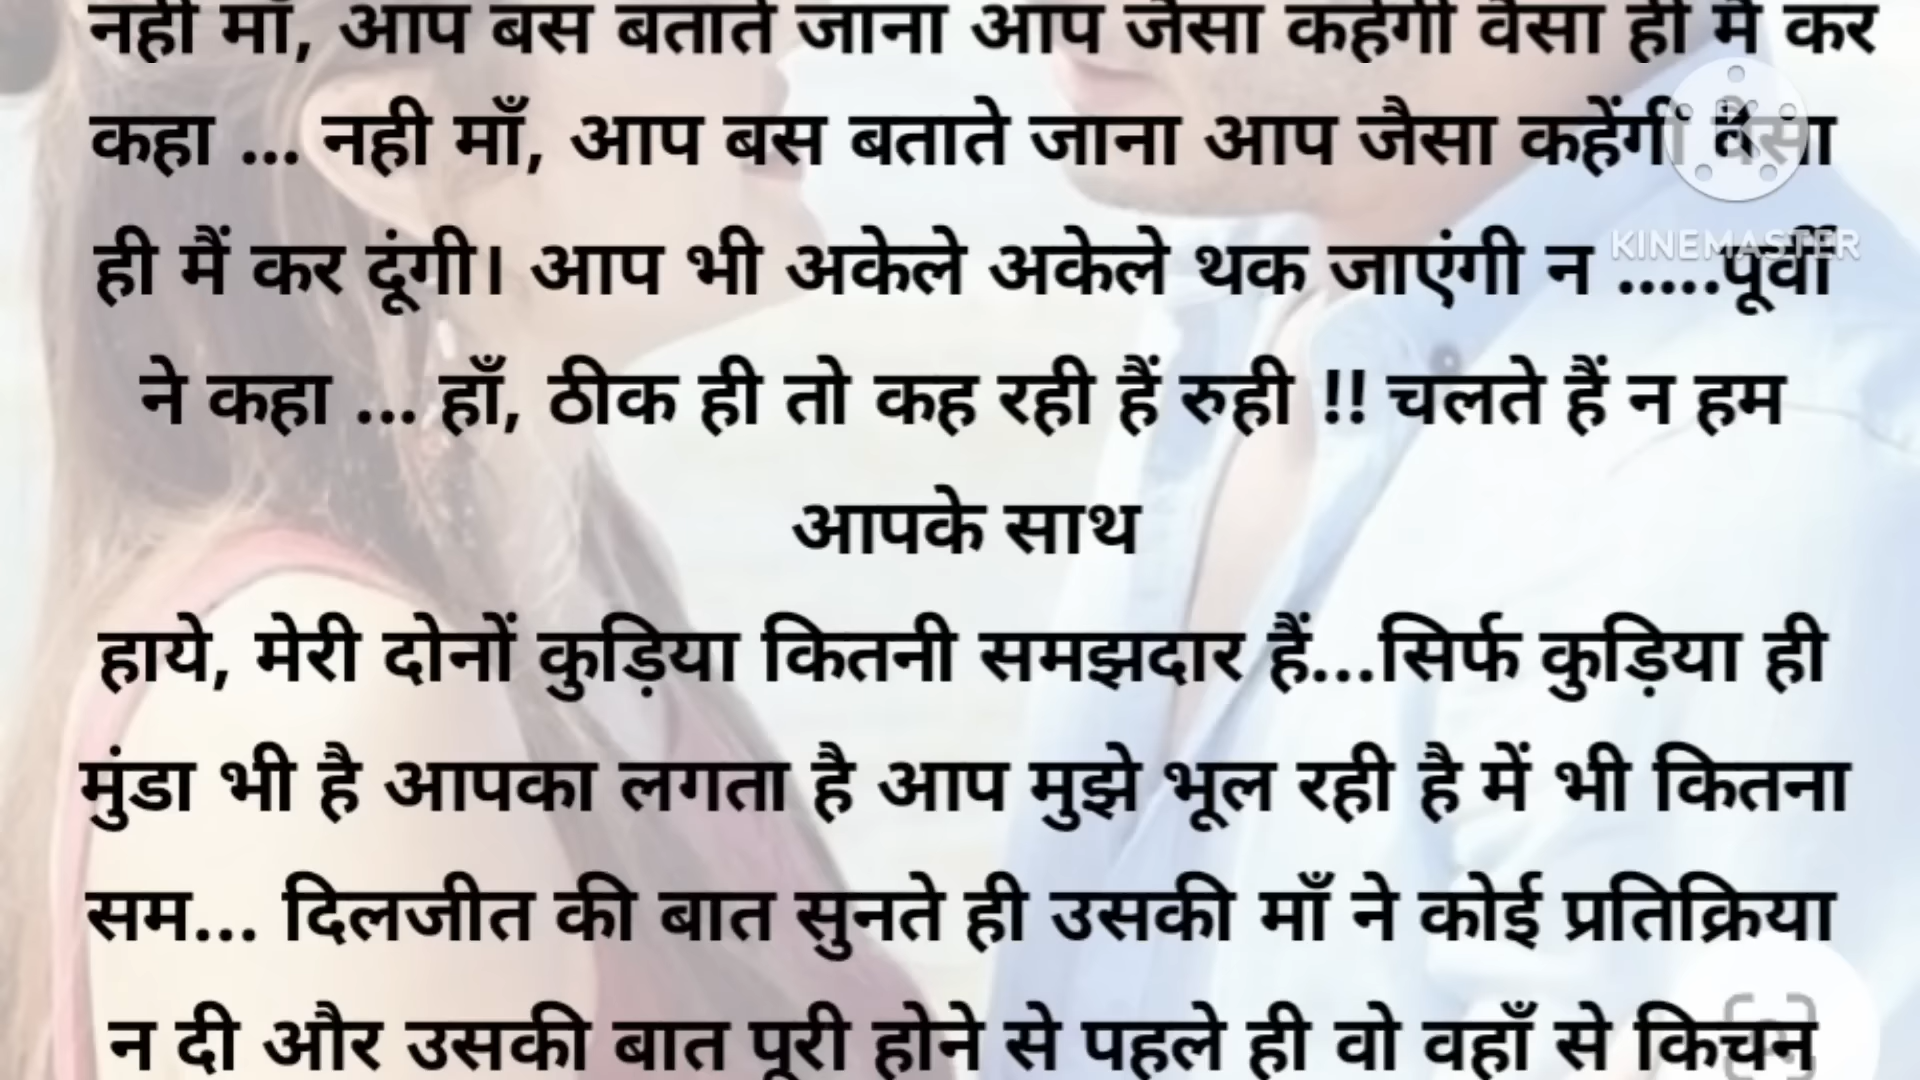 नही माँ, आप बस बताते जाना आप जैसा कहेंगी वैसा ही मैं कर
कहा ... नही माँ, आप बस बताते जाना आप जैसा कहेंगी वैसा
ही मैं कर दूंगी। आप भी अकेले अकेले थक जाएंगी न .....पूर्वी
ने कहा ... हाँ, ठीक ही तो कह रही हैं रुही !! चलते हैं न हम
आपके साथ
हाये, मेरी दोनों कुड़िया कितनी समझदार हैं...सिर्फ कुड़िया ही
मुंडा भी है आपका लगता है आप मुझे भूल रही है में भी कितना
सम... दिलजीत की बात सुनते ही उसकी माँ ने कोई प्रतिक्रिया
न दी और उसकी बात पूरी होने से पहले ही वो वहाँ से किचन
KINEMASTER